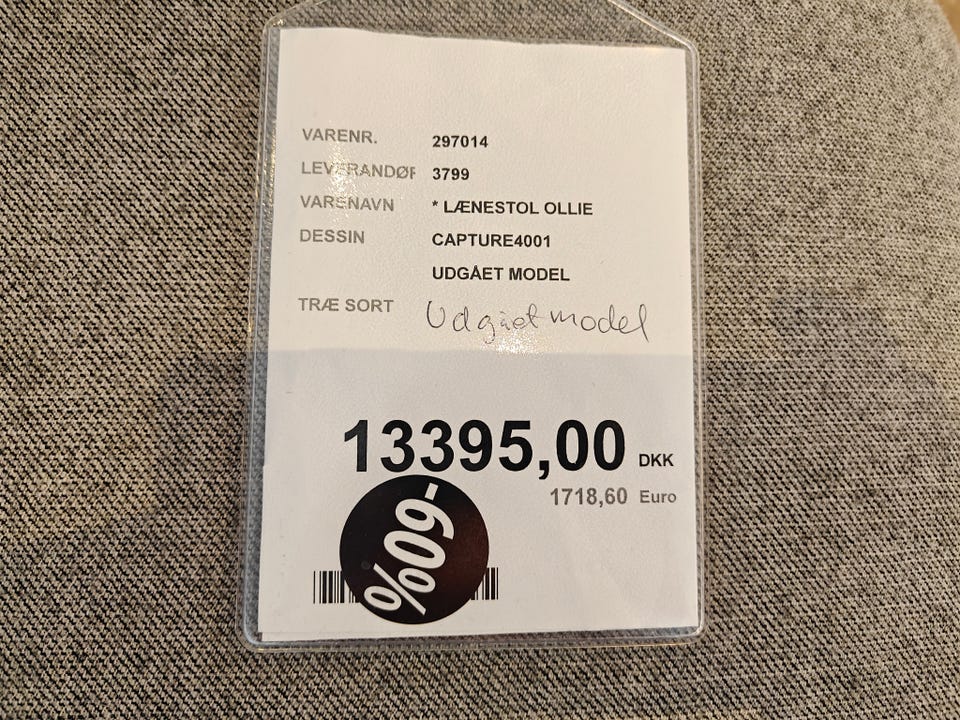 VARENR. 297014
LEVERANDØR 3799
VARENAVN * LÆNESTOL OLLIE
DESSIN CAPTURE4001
UDGÅET MODEL
TRÆ SORT Udgået model
13395,00 DKK
1718,60 Euro
-60%